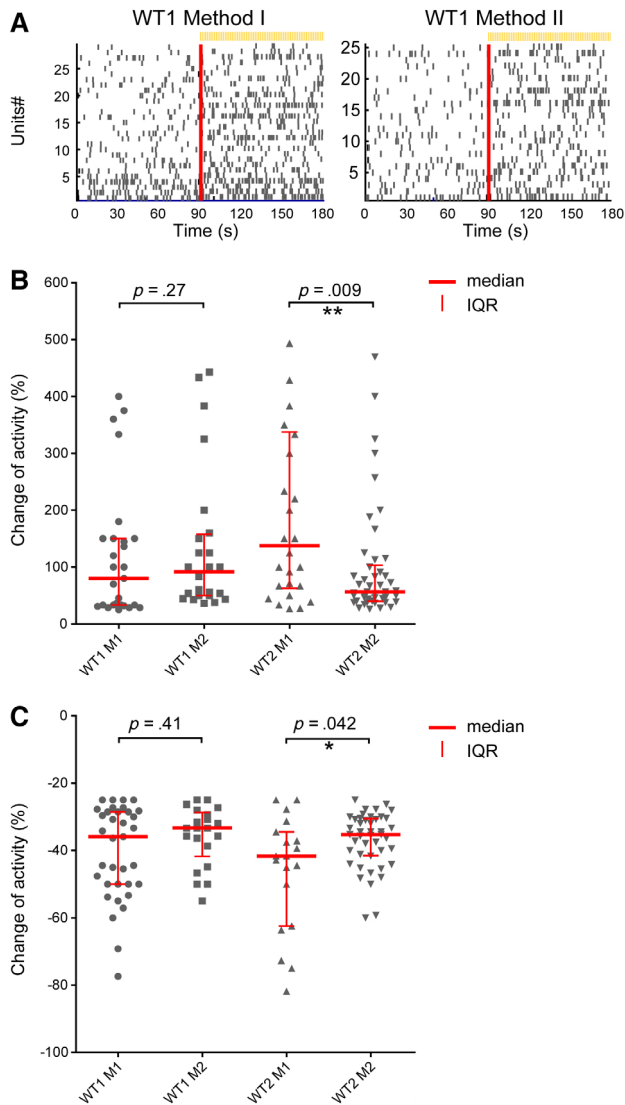 A
WT1 Method I
WT1 Method II
Units#
25
20
15
10
5
0 30 60 90 120 150 180
Time (s)
25
20
15
10
5
0 30 60 90 120 150 180
Time (s)
B
Change of activity (%)
600
500
400
300
200
100
0
p = .27
p = .009
**
median
IQR
WT1 M1
WT1 M2
WT2 M1
WT2 M2
C
Change of activity (%)
0
-20
-40
-60
-80
-100
p = .41
p = .042
*
median
IQR
WT1 M1
WT1 M2
WT2 M1
WT2 M2